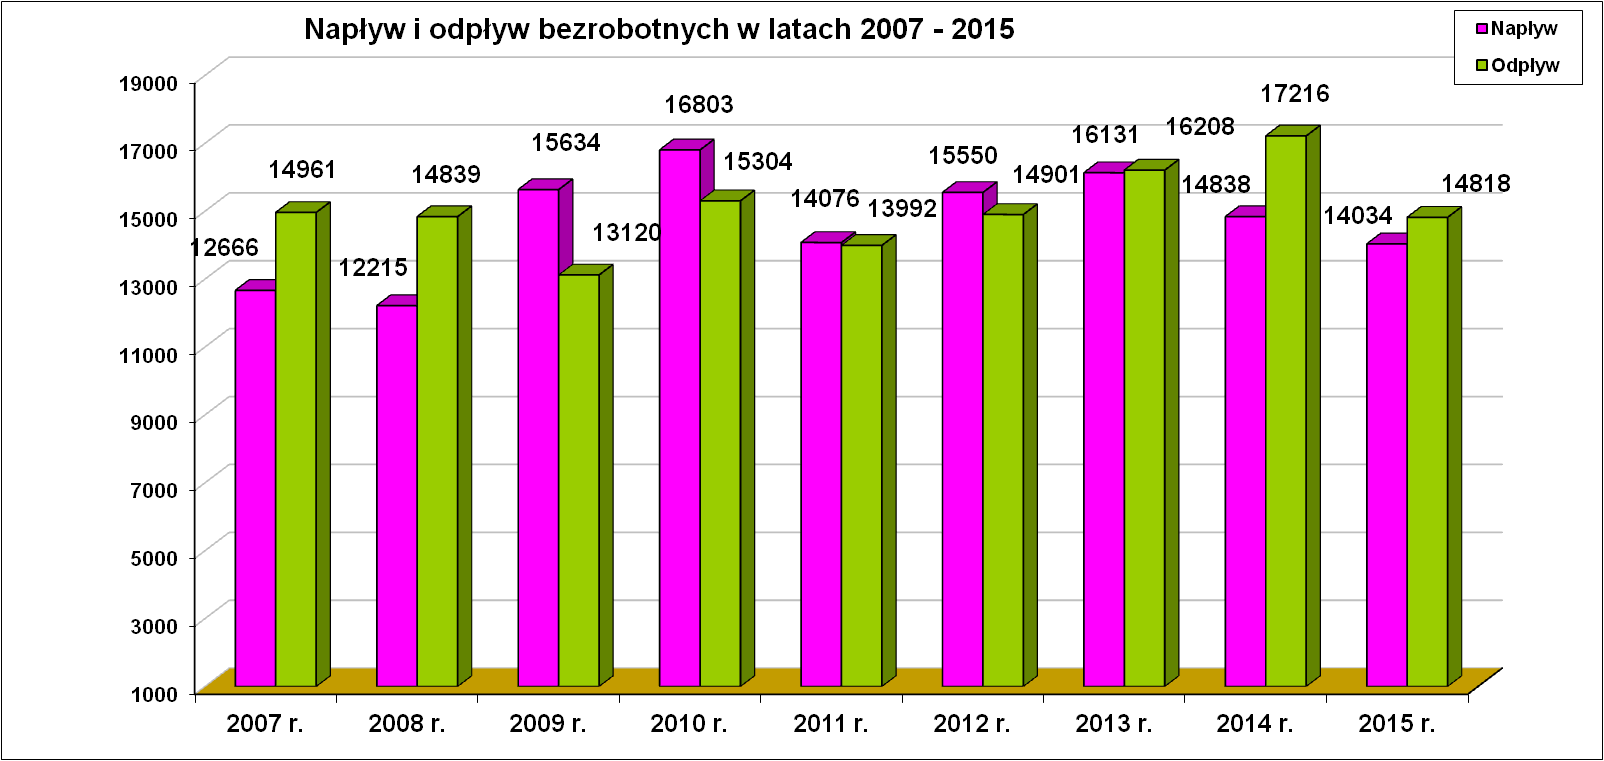 Napływ i odpływ bezrobotnych w latach 2007 - 2015
Napływ
Odpływ
19000
17000
15000
13000
11000
9000
7000
5000
3000
1000
12666
14961
12215
14839
15634
13120
16803
15304
14076
13992
15550
14901
16131
16208
14838
17216
14034
14818
2007 r.
2008 r.
2009 r.
2010 r.
2011 r.
2012 r.
2013 r.
2014 r.
2015 r.